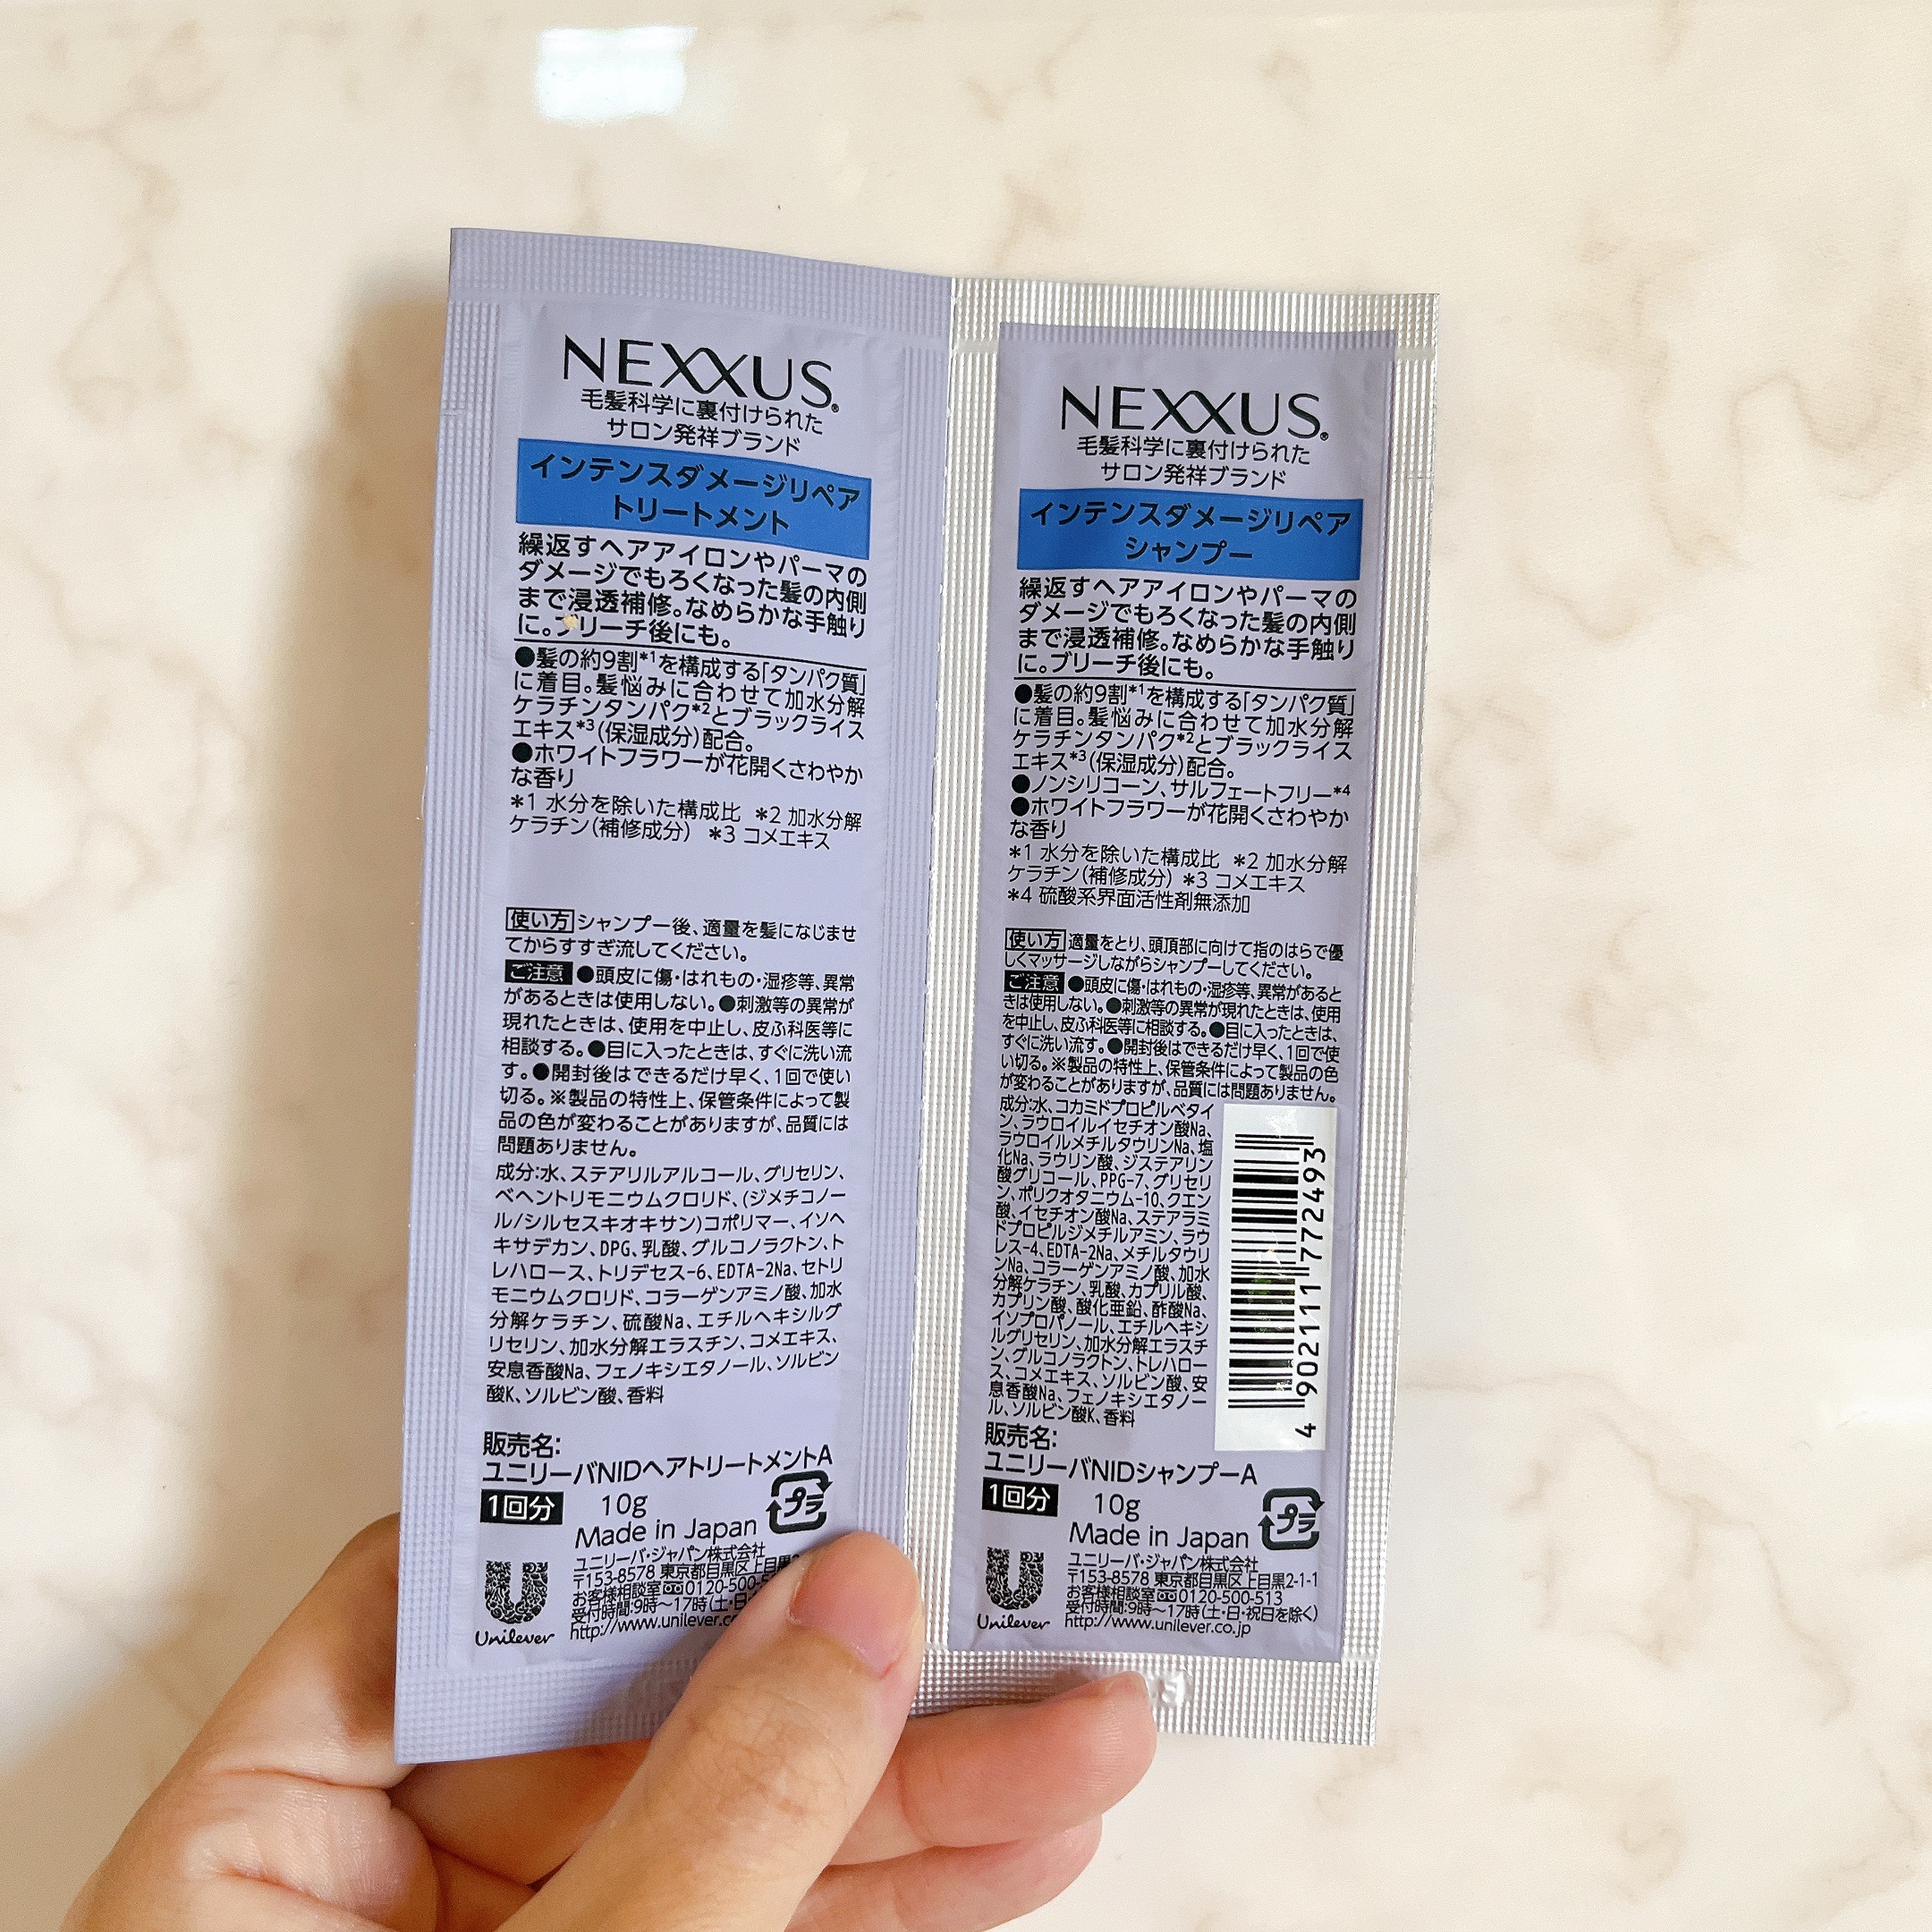 NEXXUS®
毛髪科学に裏付けられた
サロン発祥ブランド
インテンスダメージリペア
トリートメント
繰返すヘアアイロンやパーマの
ダメージでもろくなった髪の内側
まで浸透補修。なめらかな手触り
に。ブリーチ後にも。
●髪の約9割*1を構成する「タンパク質」
に着目。髪悩みに合わせて加水分解
ケラチンタンパク*2とブラックライス
エキス*3(保湿成分)配合。
●ホワイトフラワーが花開くさわやか
な香り
*1 水分を除いた構成比 *2 加水分解
ケラチン(補修成分) *3 コメエキス
使い方 シャンプー後、適量を髪になじませ
てからすすぎ流してください。
ご注意 ●頭皮に傷・はれもの・湿疹等、異常
があるときは使用しない。●刺激等の異常が
現れたときは、使用を中止し、皮ふ科医等に
相談する。●目に入ったときは、すぐに洗い流
す。●開封後はできるだけ早く、1回で使い
切る。※製品の特性上、保管条件によって製
品の色が変わることがありますが、品質には
問題ありません。
成分:水、ステアリルアルコール、グリセリン、
ベヘントリモニウムクロリド、(ジメチコノー
ル/シルセスキオキサン)コポリマー、イソヘ
キサデカン、DPG、乳酸、グルコノラクトン、ト
レハロース、トリデセス-6、EDTA-2Na、セトリ
モニウムクロリド、コラーゲンアミノ酸、加水
分解ケラチン、硫酸Na、エチルヘキシルグ
リセリン、加水分解エラスチン、コメエキス、
安息香酸Na、フェノキシエタノール、ソルビン
酸K、ソルビン酸、香料
販売名:
ユニリーバNIDヘアトリートメントA
1回分 10g
プラ
Made in Japan
ユニリーバ・ジャパン株式会社
〒153-8578 東京都目黒区上目黒
お客様相談室 0120-500-5
受付時間:9時〜17時(土・日・
http://www.unilever.co
Unilever
NEXXUS®
毛髪科学に裏付けられた
サロン発祥ブランド
インテンスダメージリペア
シャンプー
繰返すヘアアイロンやパーマの
ダメージでもろくなった髪の内側
まで浸透補修。なめらかな手触り
に。ブリーチ後にも。
●髪の約9割*1を構成する「タンパク質」
に着目。髪悩みに合わせて加水分解
ケラチンタンパク*2とブラックライス
エキス*3(保湿成分)配合。
●ノンシリコーン、サルフェートフリー*4
●ホワイトフラワーが花開くさわやか
な香り
*1 水分を除いた構成比 *2 加水分解
ケラチン(補修成分) *3 コメエキス
*4 硫酸系界面活性剤無添加
使い方 適量をとり、頭頂部に向けて指のはらで優
しくマッサージしながらシャンプーしてください。
ご注意 ●頭皮に傷・はれもの・湿疹等、異常があると
きは使用しない。●刺激等の異常が現れたときは、使用
を中止し、皮ふ科医等に相談する。●目に入ったときは、
すぐに洗い流す。●開封後はできるだけ早く、1回で使
い切る。※製品の特性上、保管条件によって製品の色
が変わることがありますが、品質には問題ありません。
成分:水、コカミドプロピルベタイ
ン、ラウロイルイセチオン酸Na、
ラウロイルメチルタウリンNa、塩
化Na、ラウリン酸、ジステアリン
酸グリコール、PPG-7、グリセリ
ン、ポリクオタニウム-10、クエン
酸、イセチオン酸Na、ステアラミ
ドプロピルジメチルアミン、ラウ
レス-4、EDTA-2Na、メチルタウリ
ンNa、コラーゲンアミノ酸、加水
分解ケラチン、乳酸、カプリル酸、
カプリン酸、酸化亜鉛、酢酸Na、
イソプロパノール、エチルヘキシ
ルグリセリン、加水分解エラスチ
ン、グルコノラクトン、トレハロー
ス、コメエキス、ソルビン酸、安
息香酸Na、フェノキシエタノー
ル、ソルビン酸K、香料
4 902111 772493
販売名:
ユニリーバNIDシャンプーA
1回分 10g
プラ
Made in Japan
ユニリーバ・ジャパン株式会社
〒153-8578 東京都目黒区上目黒2-1-1
お客様相談室 0120-500-513
受付時間:9時〜17時(土・日・祝日を除く)
http://www.unilever.co.jp
Unilever